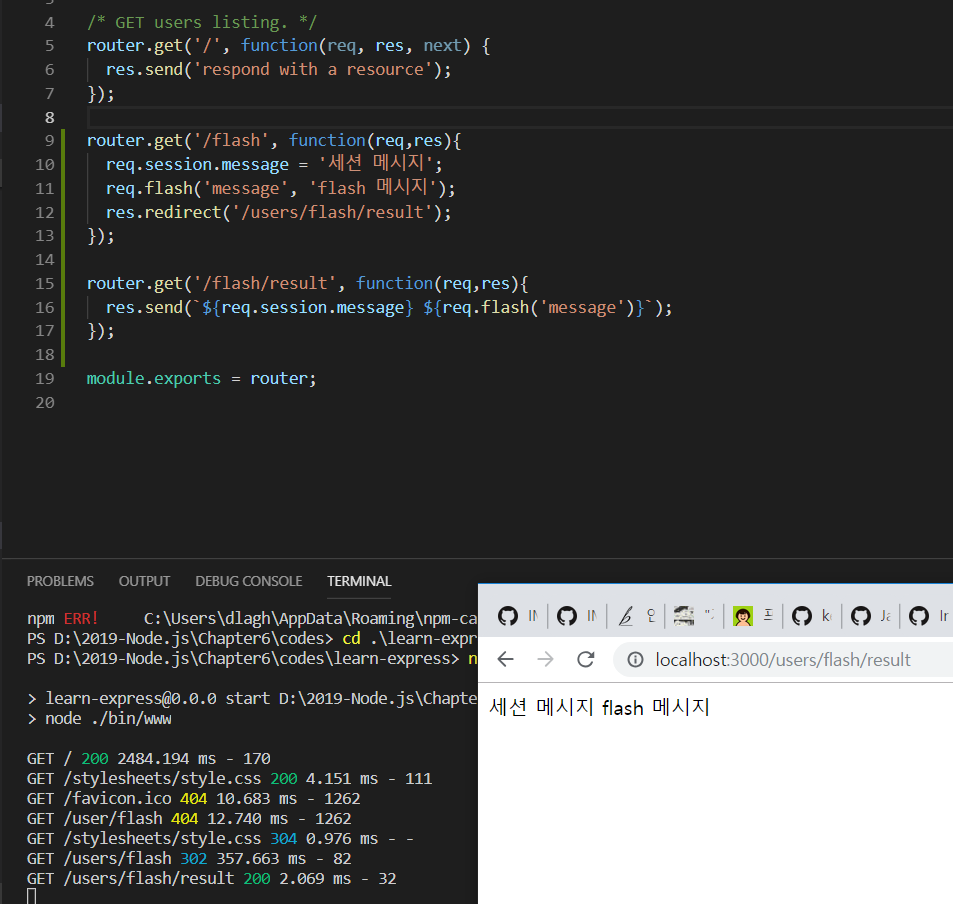 4 /* GET users listing. */
5 router.get('/', function(req, res, next) {
6 res.send('respond with a resource');
7 });
8
9 router.get('/flash', function(req,res){
10 req.session.message = '세션 메시지';
11 req.flash('message', 'flash 메시지');
12 res.redirect('/users/flash/result');
13 });
14
15 router.get('/flash/result', function(req,res){
16 res.send(`${req.session.message} ${req.flash('message')}`);
17 });
18
19 module.exports = router;
20
PROBLEMS OUTPUT DEBUG CONSOLE TERMINAL
npm ERR! C:\Users\dlagh\AppData\Roaming\npm-ca
PS D:\2019-Node.js\Chapter6\codes> cd .\learn-expr
PS D:\2019-Node.js\Chapter6\codes\learn-express> n
> learn-express@0.0.0 start D:\2019-Node.js\Chapte
> node ./bin/www
GET / 200 2484.194 ms - 170
GET /stylesheets/style.css 200 4.151 ms - 111
GET /favicon.ico 404 10.683 ms - 1262
GET /user/flash 404 12.740 ms - 1262
GET /stylesheets/style.css 304 0.976 ms - -
GET /users/flash 302 357.663 ms - 82
GET /users/flash/result 200 2.069 ms - 32
localhost:3000/users/flash/result
세션 메시지 flash 메시지